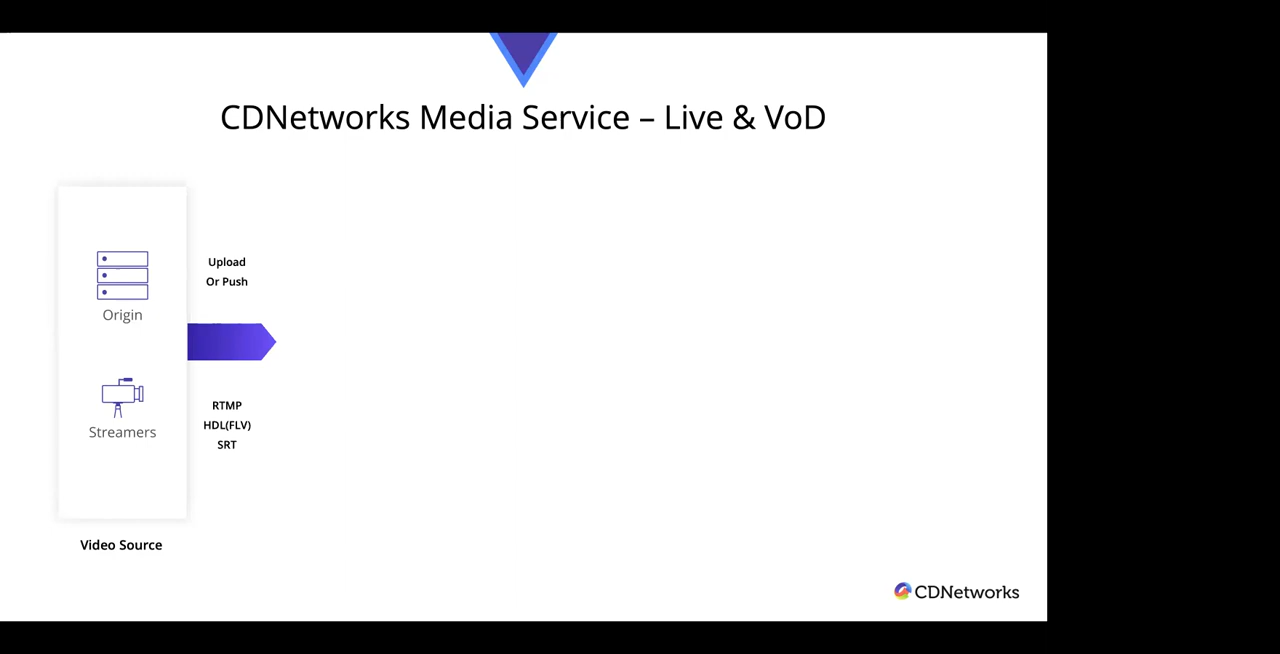 CDNetworks Media Service – Live & VoD
Origin
Streamers
Video Source
Upload
Or Push
RTMP
HDL(FLV)
SRT
CDNetworks